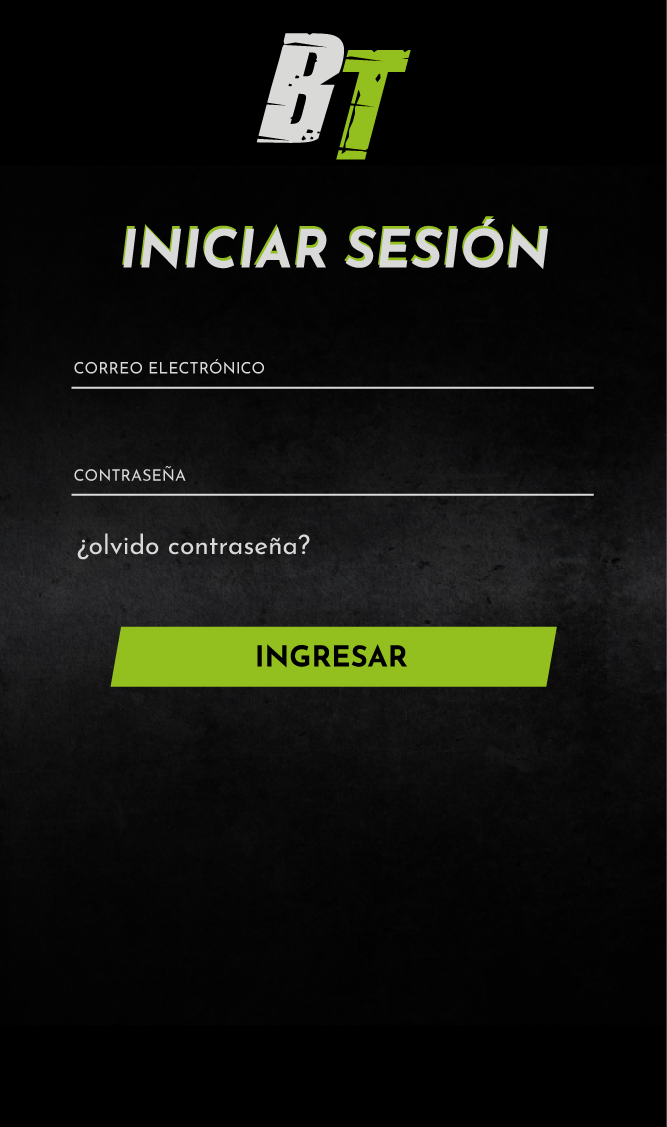 BT
INICIAR SESIÓN
CORREO ELECTRÓNICO
CONTRASEÑA
¿olvido contraseña?
INGRESAR